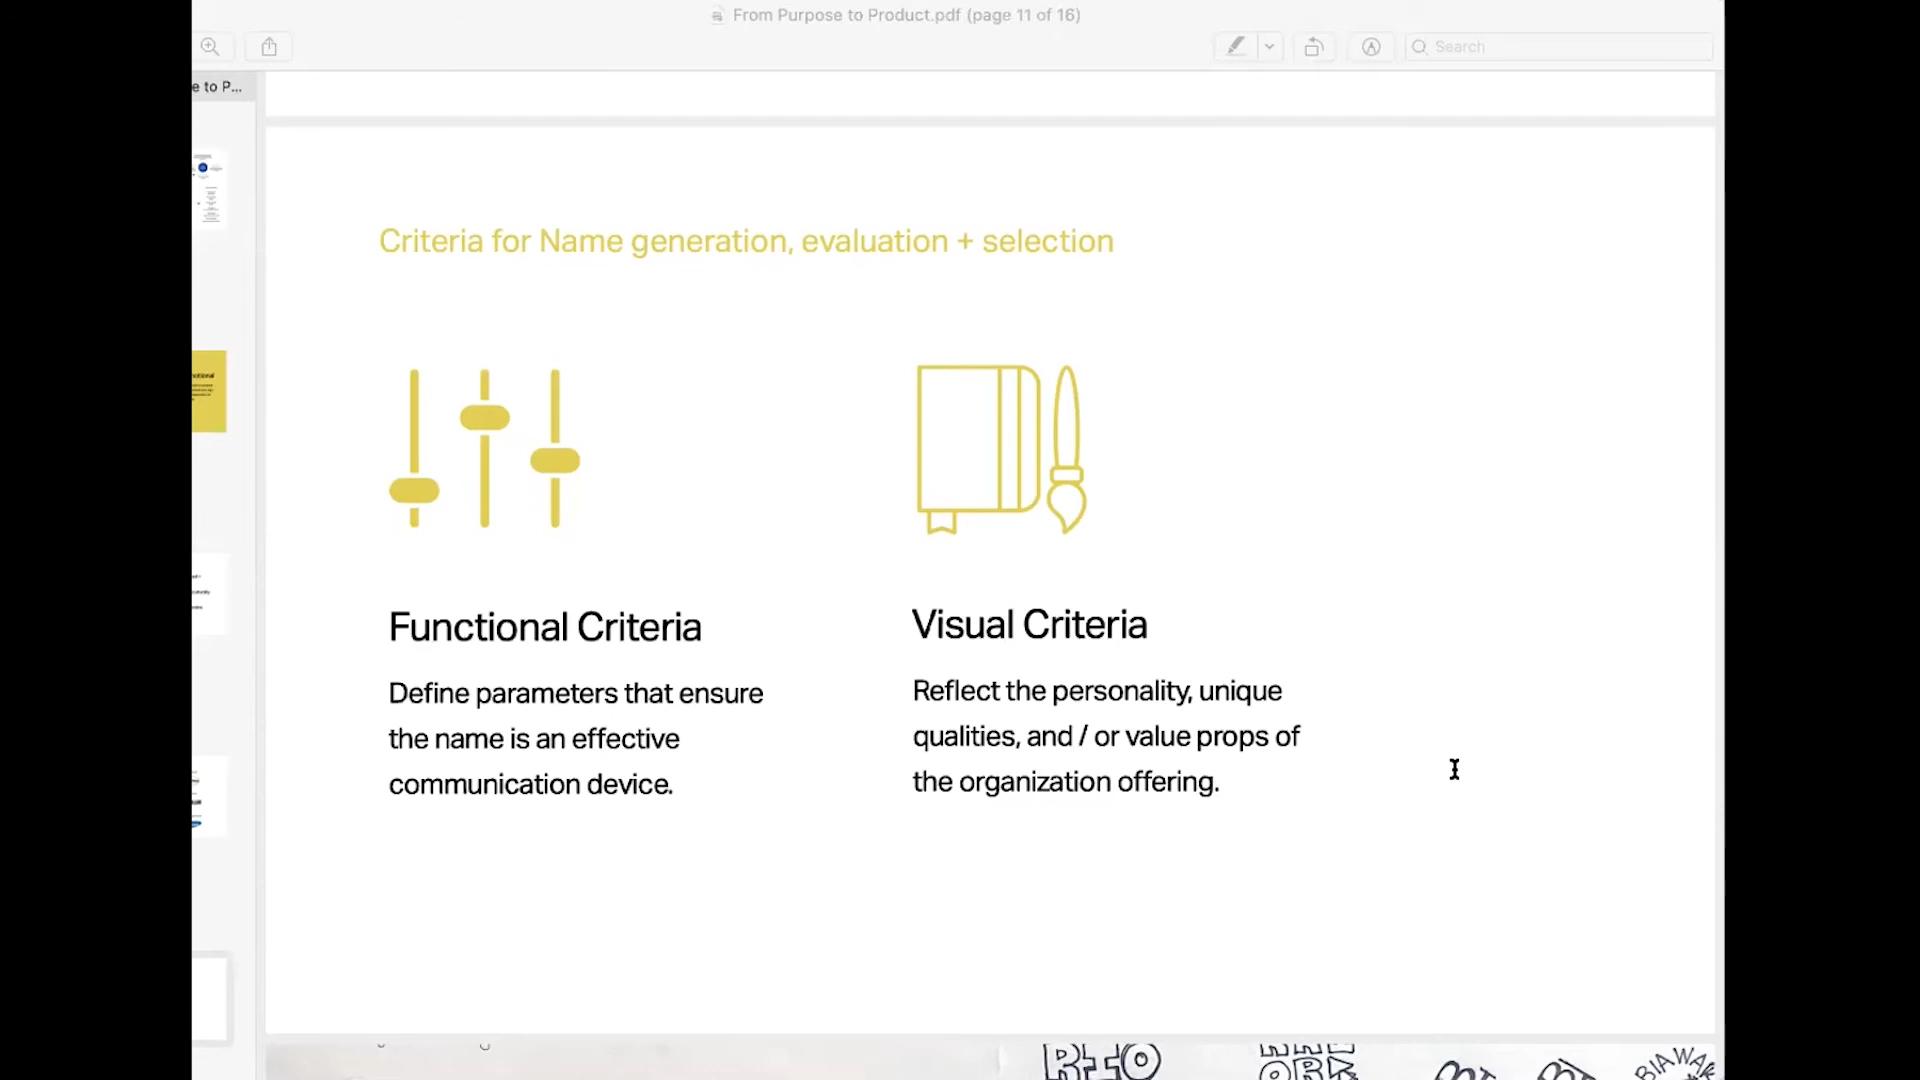 From Purpose to Product.pdf (page 11 of 16)
Search
e to P...
Criteria for Name generation, evaluation + selection
Functional Criteria
Define parameters that ensure
the name is an effective
communication device.
Visual Criteria
Reflect the personality, unique
qualities, and / or value props of
the organization offering.